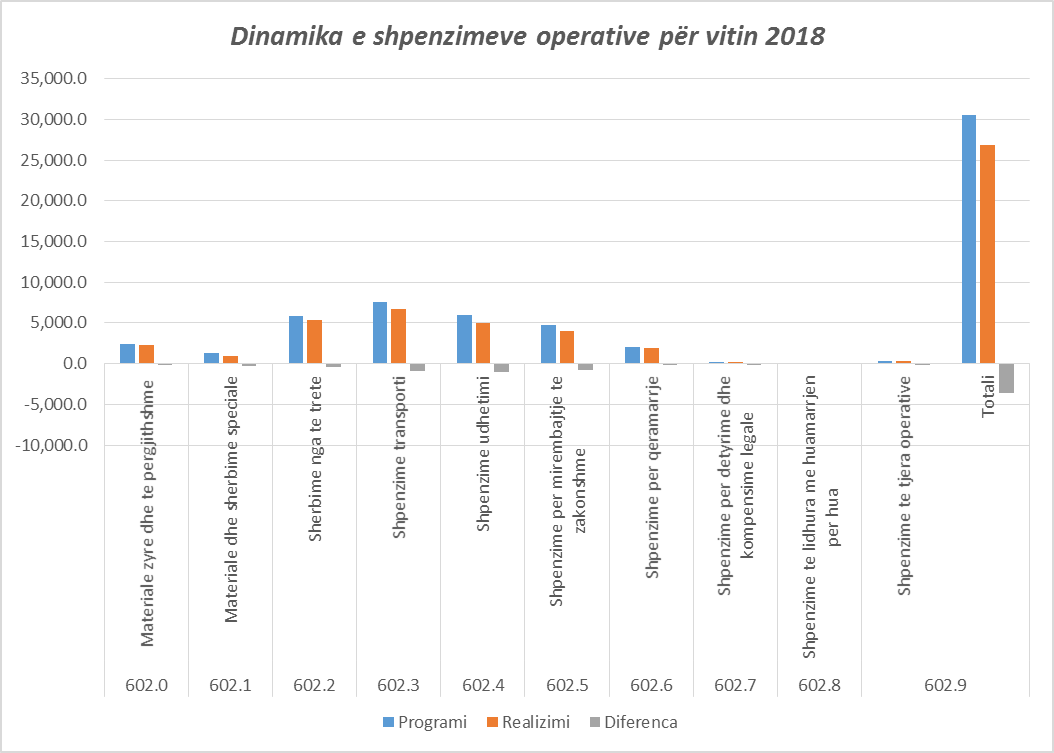 Dinamika e shpenzimeve operative për vitin 2018
35,000.0
30,000.0
25,000.0
20,000.0
15,000.0
10,000.0
5,000.0
0.0
-5,000.0
-10,000.0
Materiale zyre dhe te pergjithshme
Materiale dhe sherbime speciale
Sherbime nga te trete
Shpenzime transporti
Shpenzime udhetimi
Shpenzime per mirembajtje te
zakonshme
Shpenzime per qeramarrje
Shpenzime per detyrime dhe
kompensime legale
Shpenzime te lidhura me huamarrjen
per hua
Shpenzime te tjera operative
Totali
602.0 602.1 602.2 602.3 602.4 602.5 602.6 602.7 602.8 602.9
Programi Realizimi Diferenca